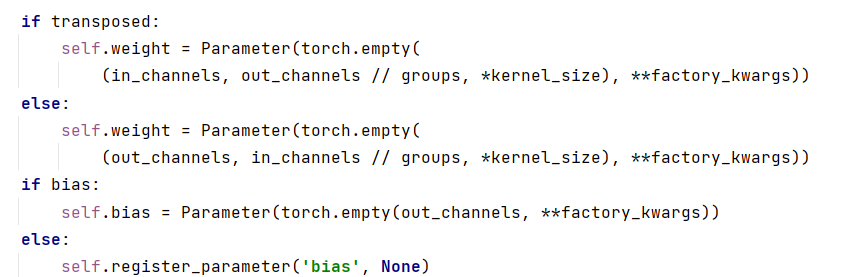 if transposed:
    self.weight = Parameter(torch.empty(
        (in_channels, out_channels // groups, *kernel_size), **factory_kwargs))
else:
    self.weight = Parameter(torch.empty(
        (out_channels, in_channels // groups, *kernel_size), **factory_kwargs))
if bias:
    self.bias = Parameter(torch.empty(out_channels, **factory_kwargs))
else:
    self.register_parameter('bias', None)